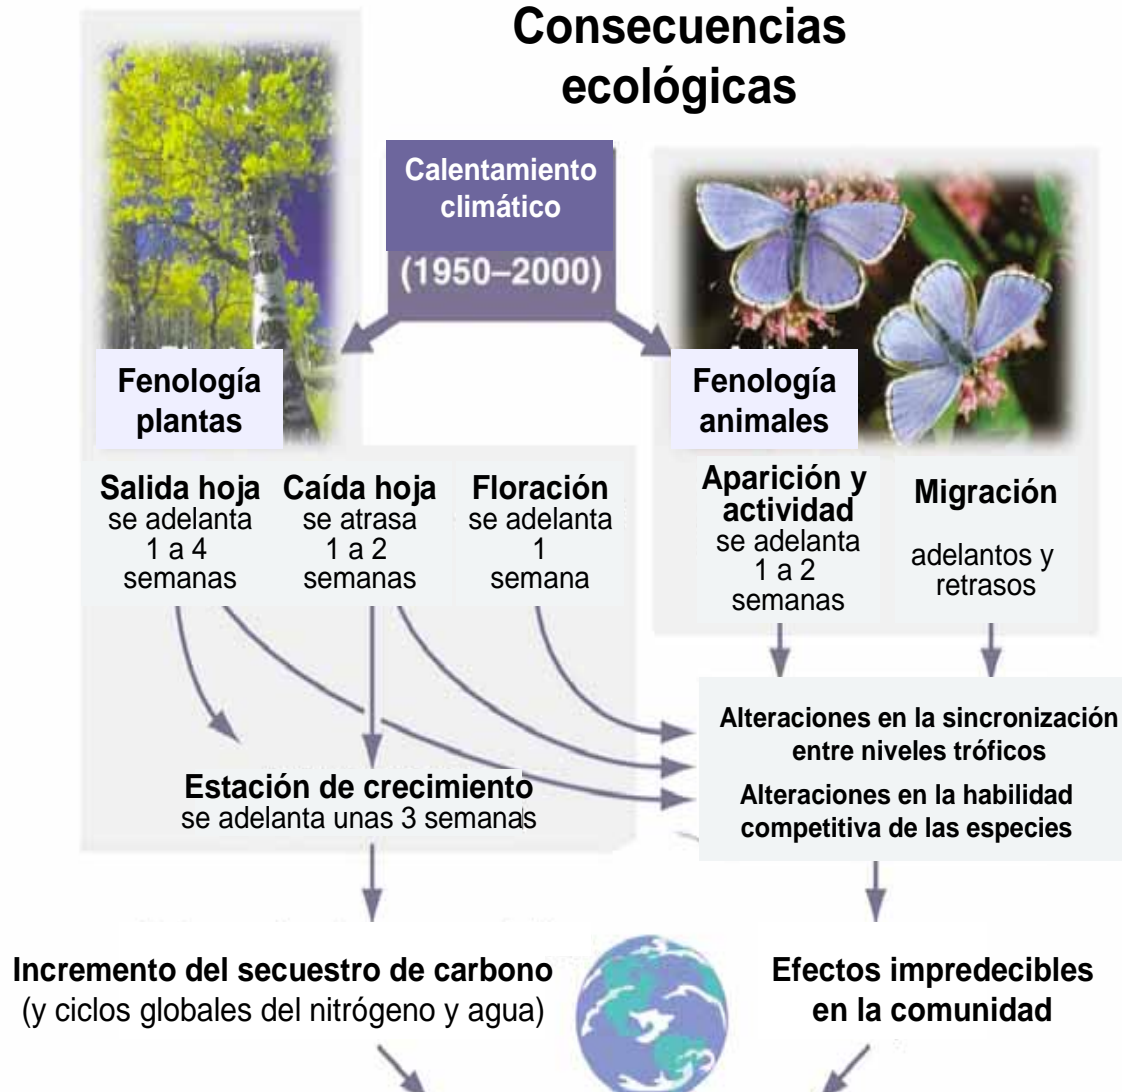 Consecuencias
ecológicas
Calentamiento
climático
(1950–2000)
Fenología
plantas
Fenología
animales
Salida hoja
se adelanta
1 a 4
semanas
Caída hoja
se atrasa
1 a 2
semanas
Floración
se adelanta
1
semana
Aparición y
actividad
se adelanta
1 a 2
semanas
Migración
adelantos y
retrasos
Alteraciones en la sincronización
entre niveles tróficos
Alteraciones en la habilidad
competitiva de las especies
Estación de crecimiento
se adelanta unas 3 semanas
Incremento del secuestro de carbono
(y ciclos globales del nitrógeno y agua)
Efectos impredecibles
en la comunidad